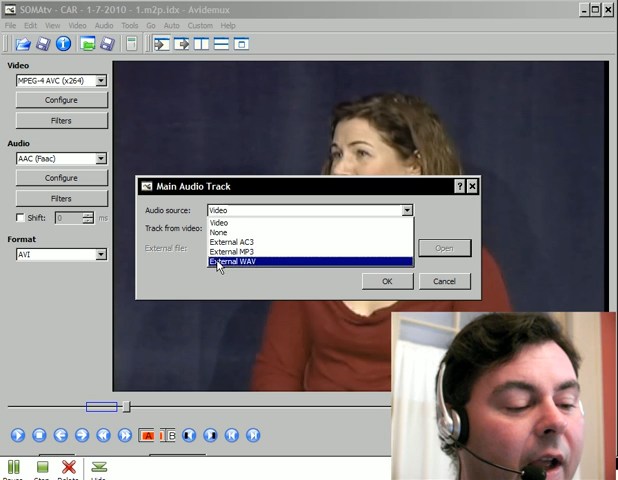 SOMAtv - CAR - 1-7-2010 - 1.m2p.idx - Avidemux
File Edit View Video Audio Tools Go Auto Custom Help
Video
MPEG-4 AVC (x264)
Configure
Filters
Audio
AAC (Faac)
Configure
Filters
Shift: 0 ms
Format
AVI
Main Audio Track
Audio source: Video
Track from video:
External file:
Video
None
External AC3
External MP3
External WAV
Open
OK
Cancel
A B
Pause Stop Delete Hide